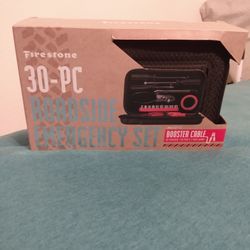 Firestone
30-PC
ROADSIDE
EMERGENCY SET
BOOSTER CABLE